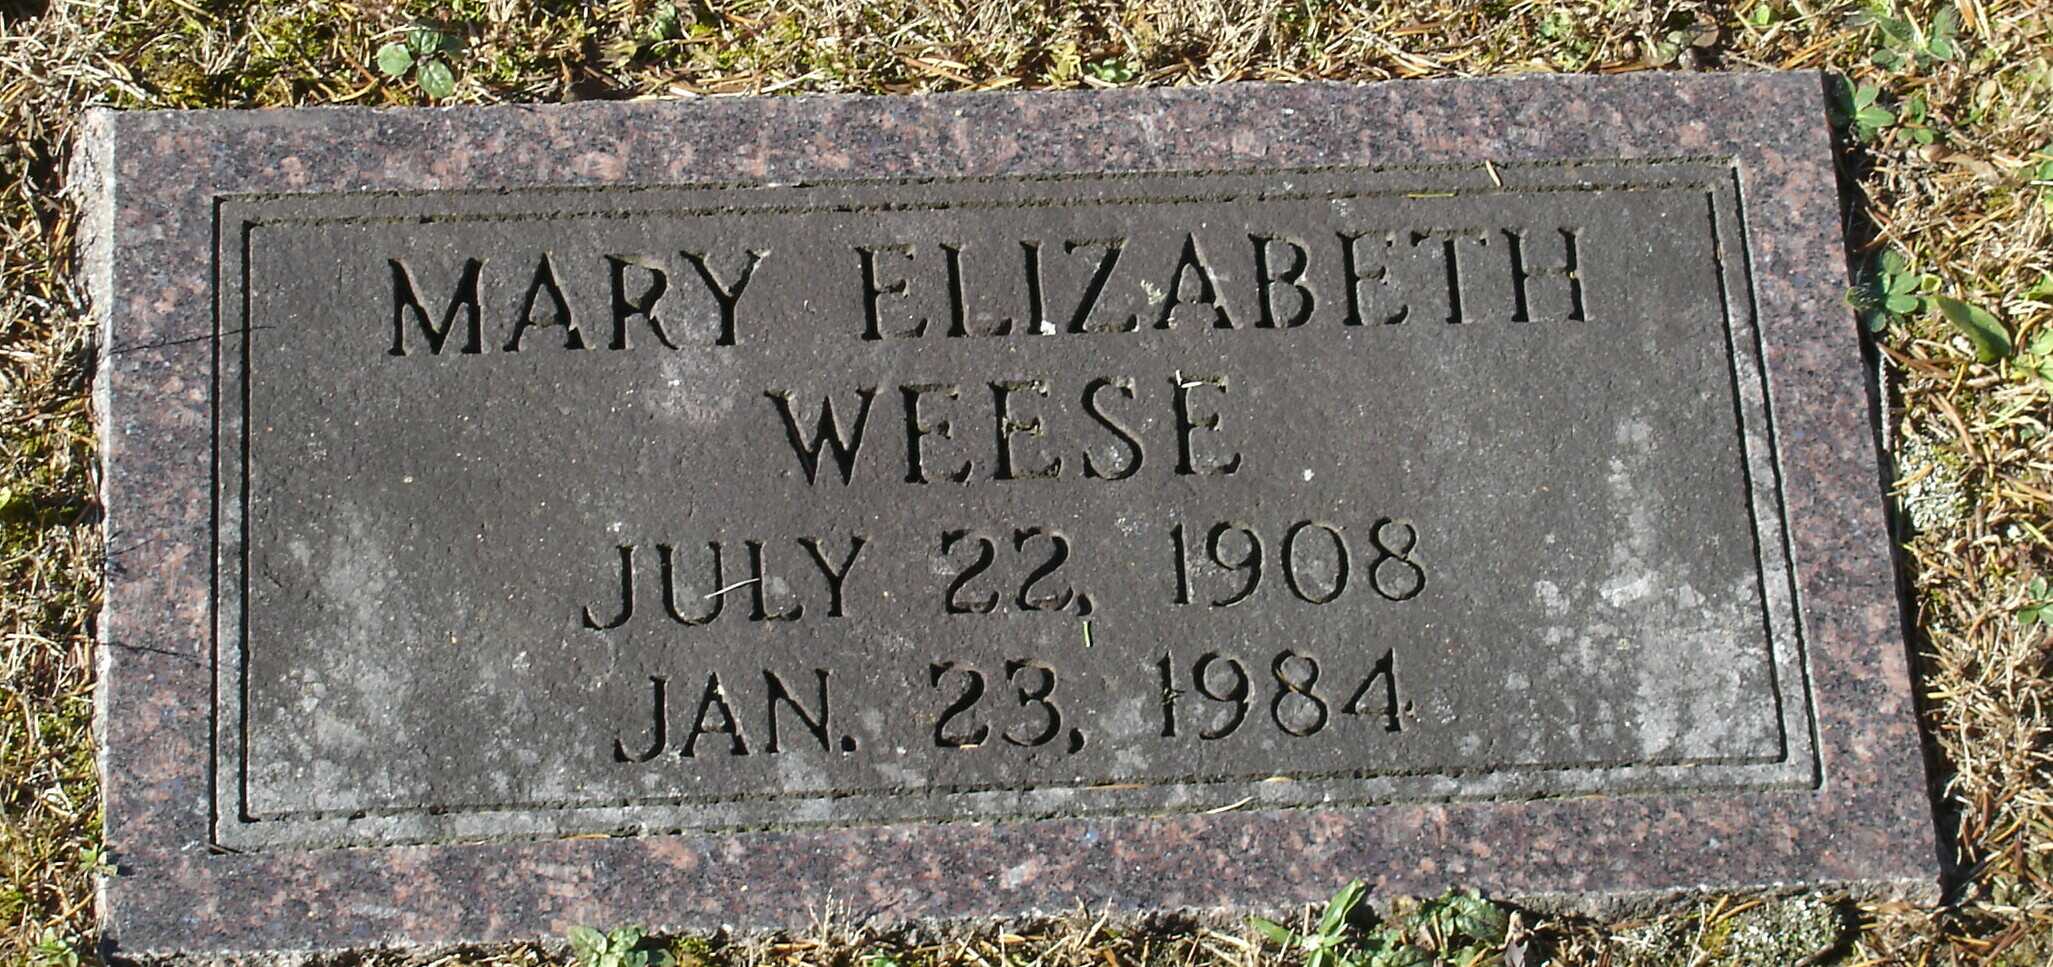 MARY ELIZABETH
WEESE
JULY 22, 1908
JAN. 23, 1984